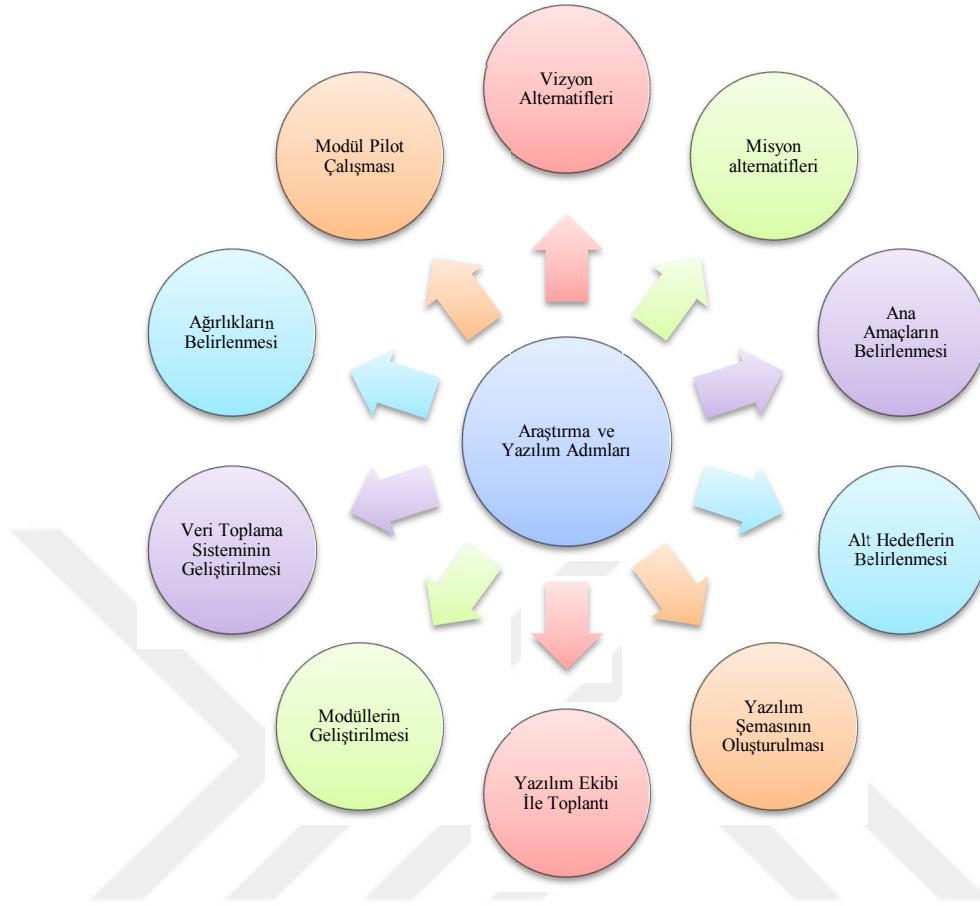 Vizyon
Alternatifleri
Misyon
alternatifleri
Ana
Amaçların
Belirlenmesi
Alt Hedeflerin
Belirlenmesi
Yazılım
Şemasının
Oluşturulması
Yazılım Ekibi
İle Toplantı
Modüllerin
Geliştirilmesi
Veri Toplama
Sisteminin
Geliştirilmesi
Ağırlıkların
Belirlenmesi
Modül Pilot
Çalışması
Araştırma ve
Yazılım Adımları